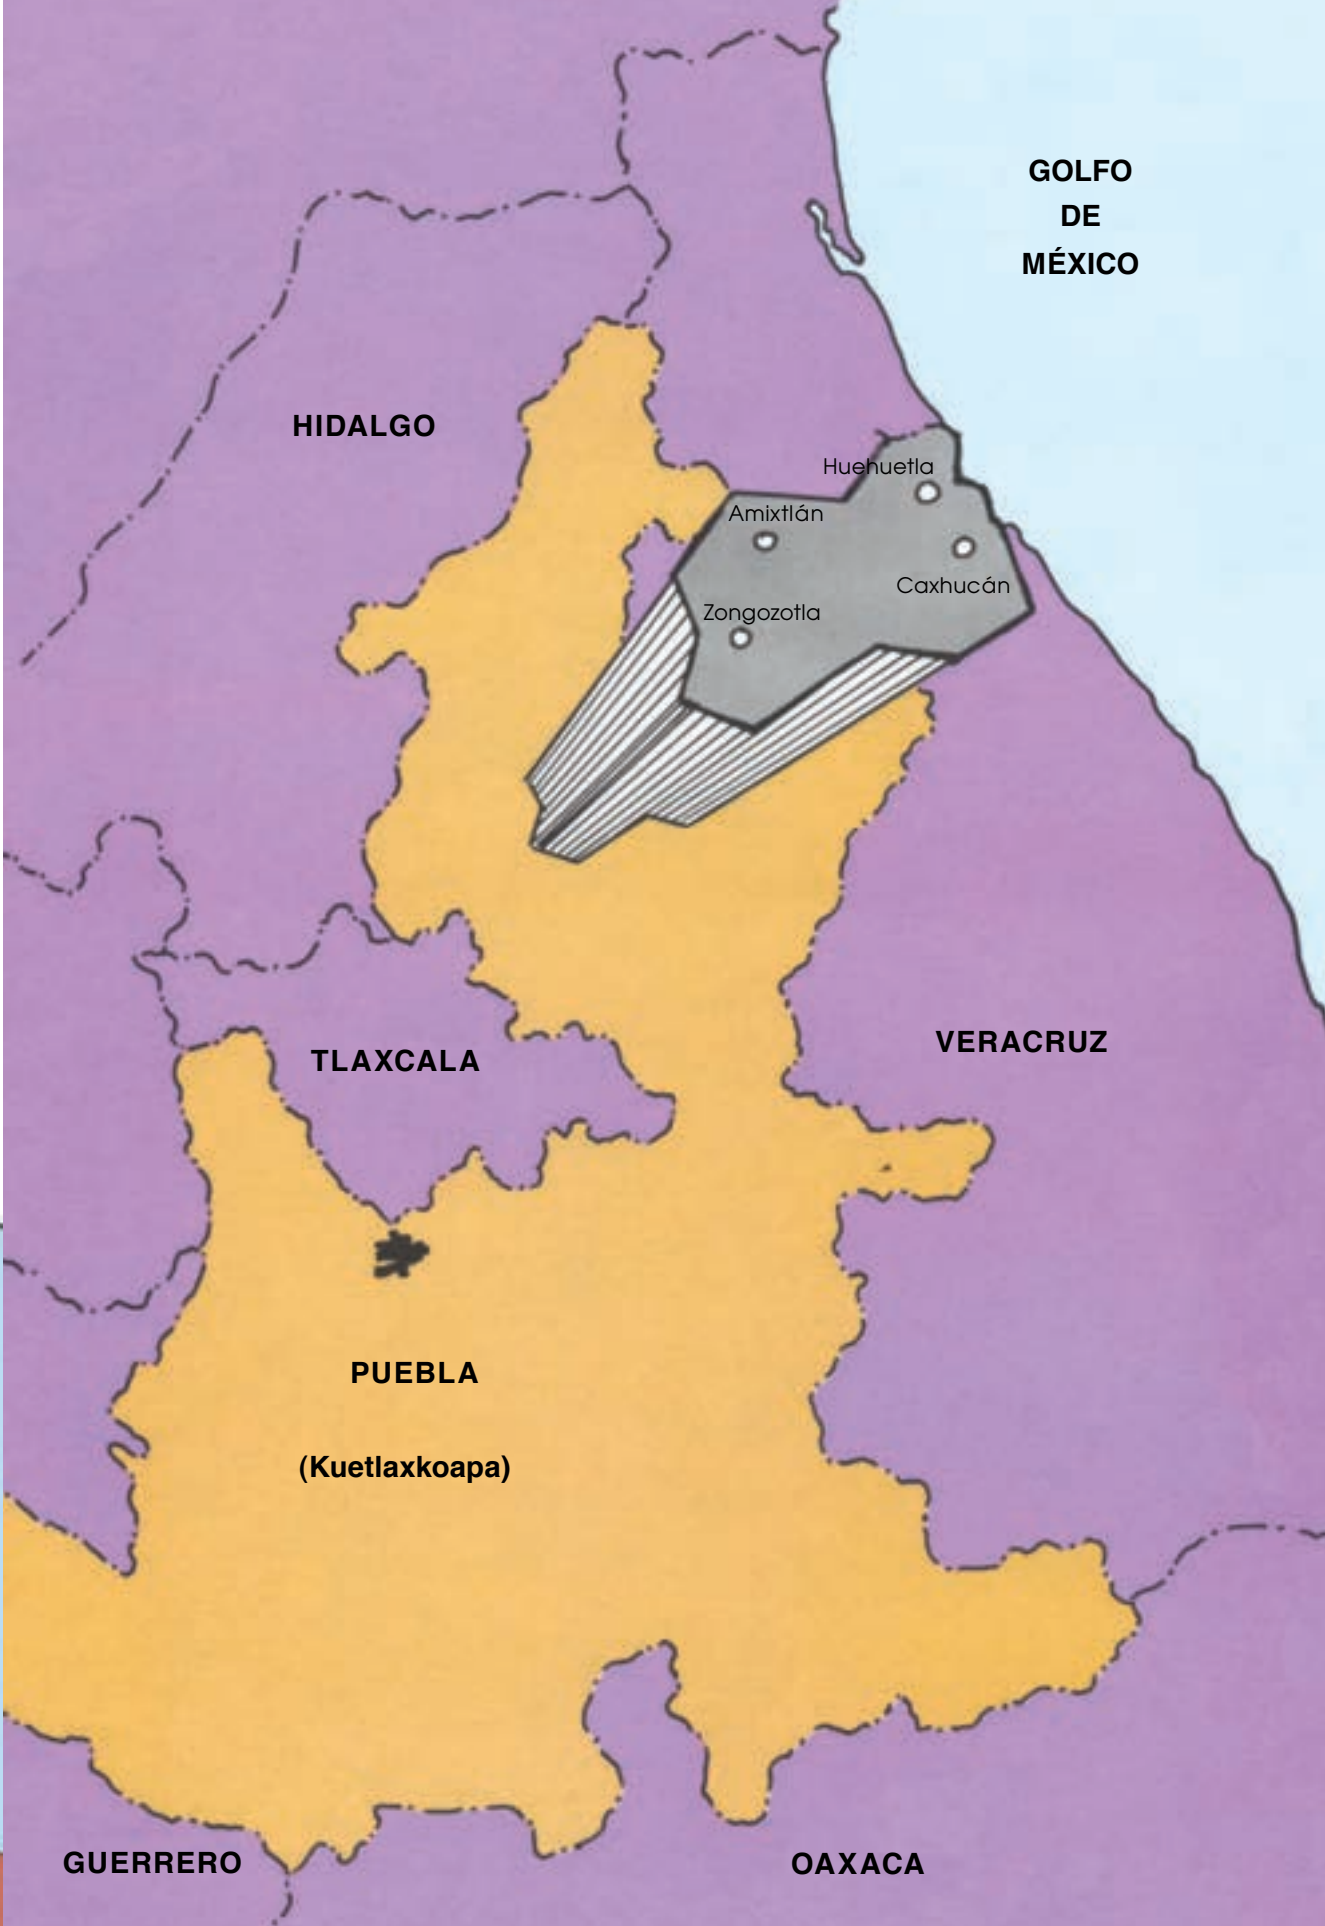 GOLFO
DE
MÉXICO
HIDALGO
Huehuetla
Amixtlán
Caxhucán
Zongozotla
VERACRUZ
TLAXCALA
PUEBLA
(Kuetlaxkoapa)
GUERRERO
OAXACA